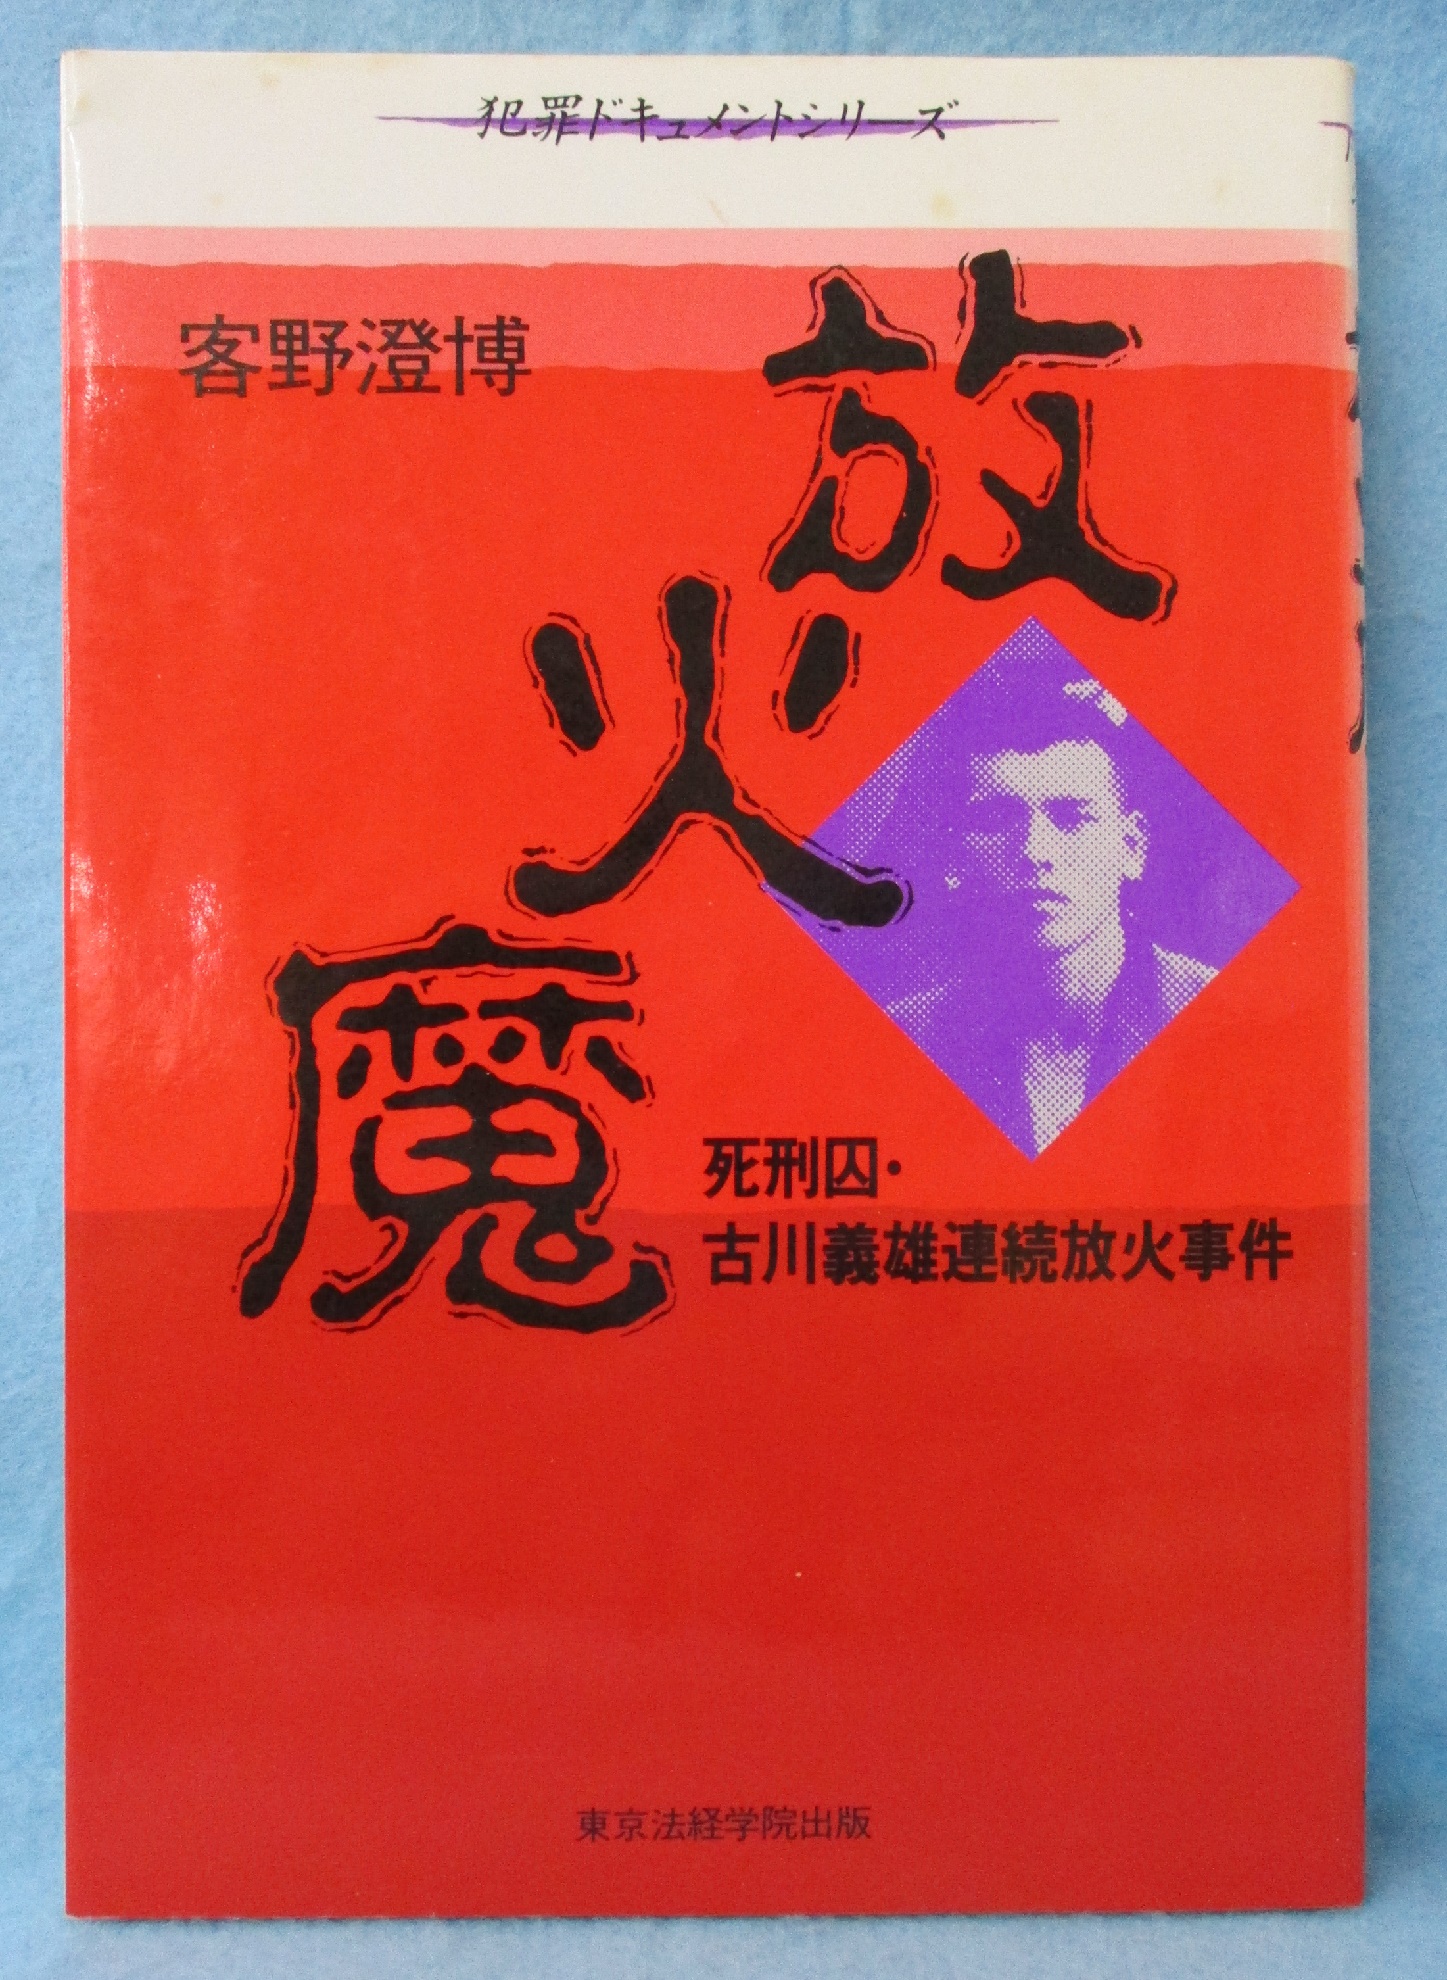 犯罪ドキュメントシリーズ
客野澄博
放火魔
死刑囚・
古川義雄連続放火事件
東京法経学院出版